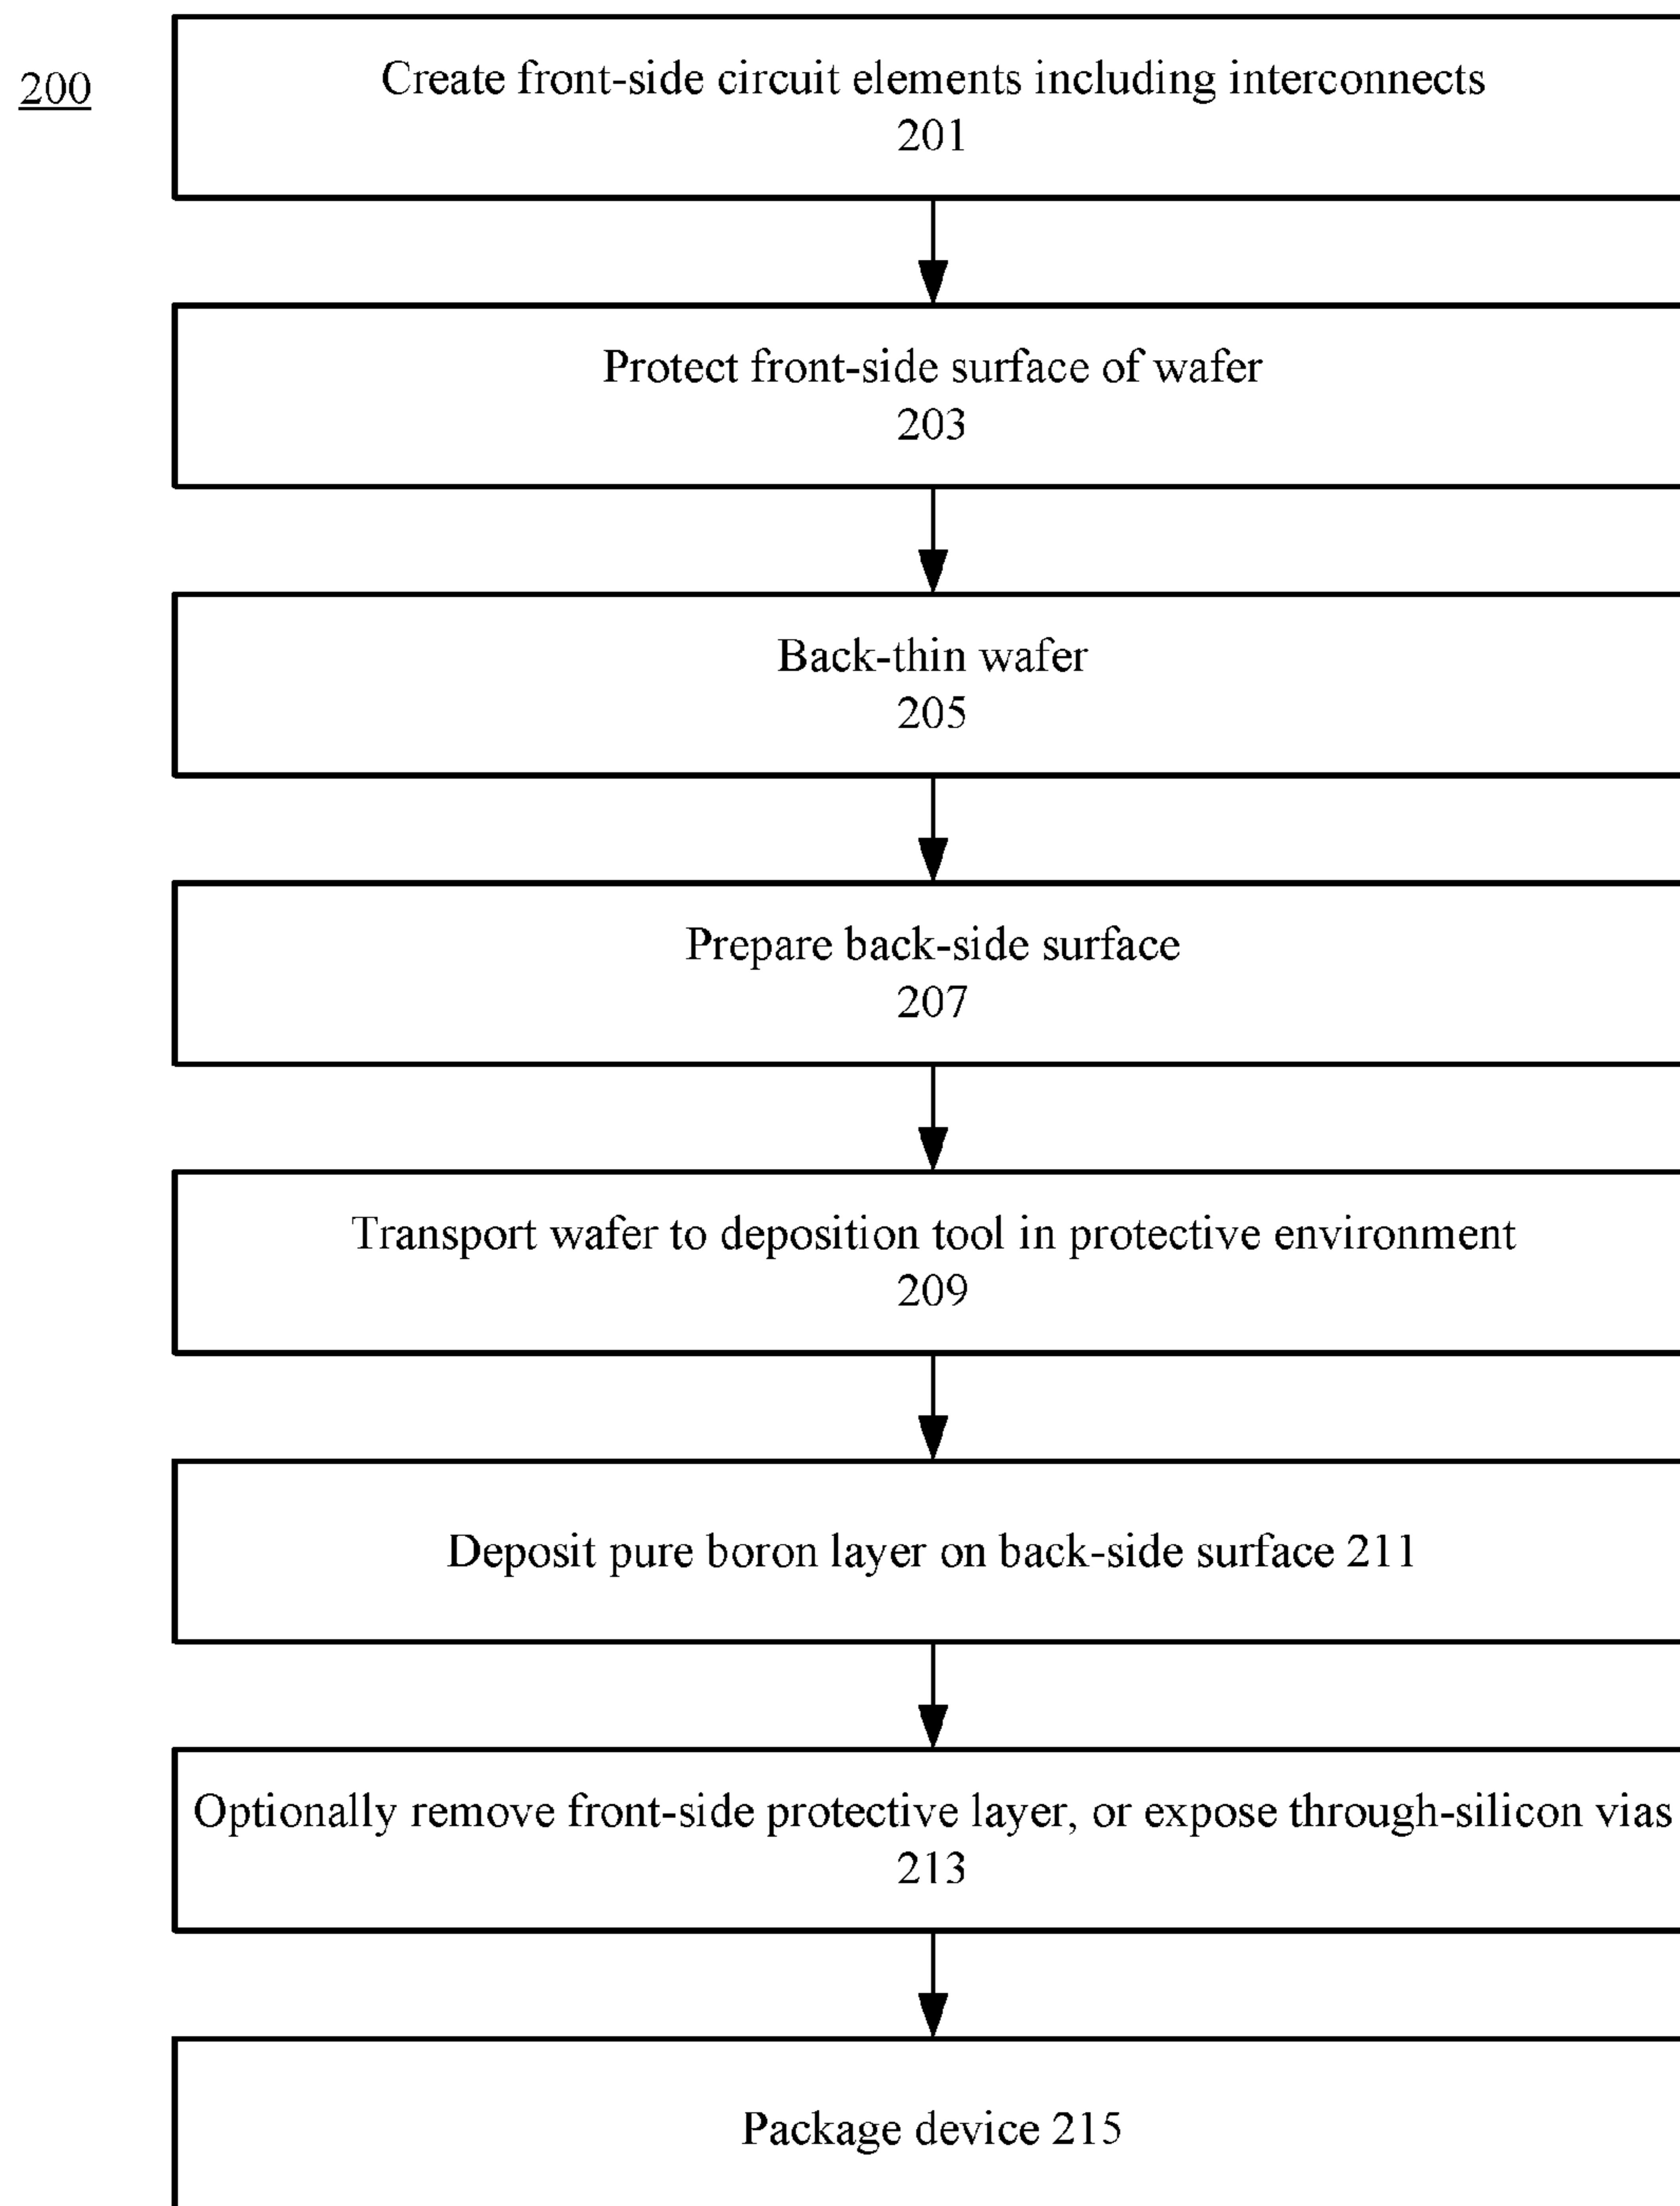 200
Create front-side circuit elements including interconnects
201
Protect front-side surface of wafer
203
Back-thin wafer
205
Prepare back-side surface
207
Transport wafer to deposition tool in protective environment
209
Deposit pure boron layer on back-side surface 211
Optionally remove front-side protective layer, or expose through-silicon vias
213
Package device 215